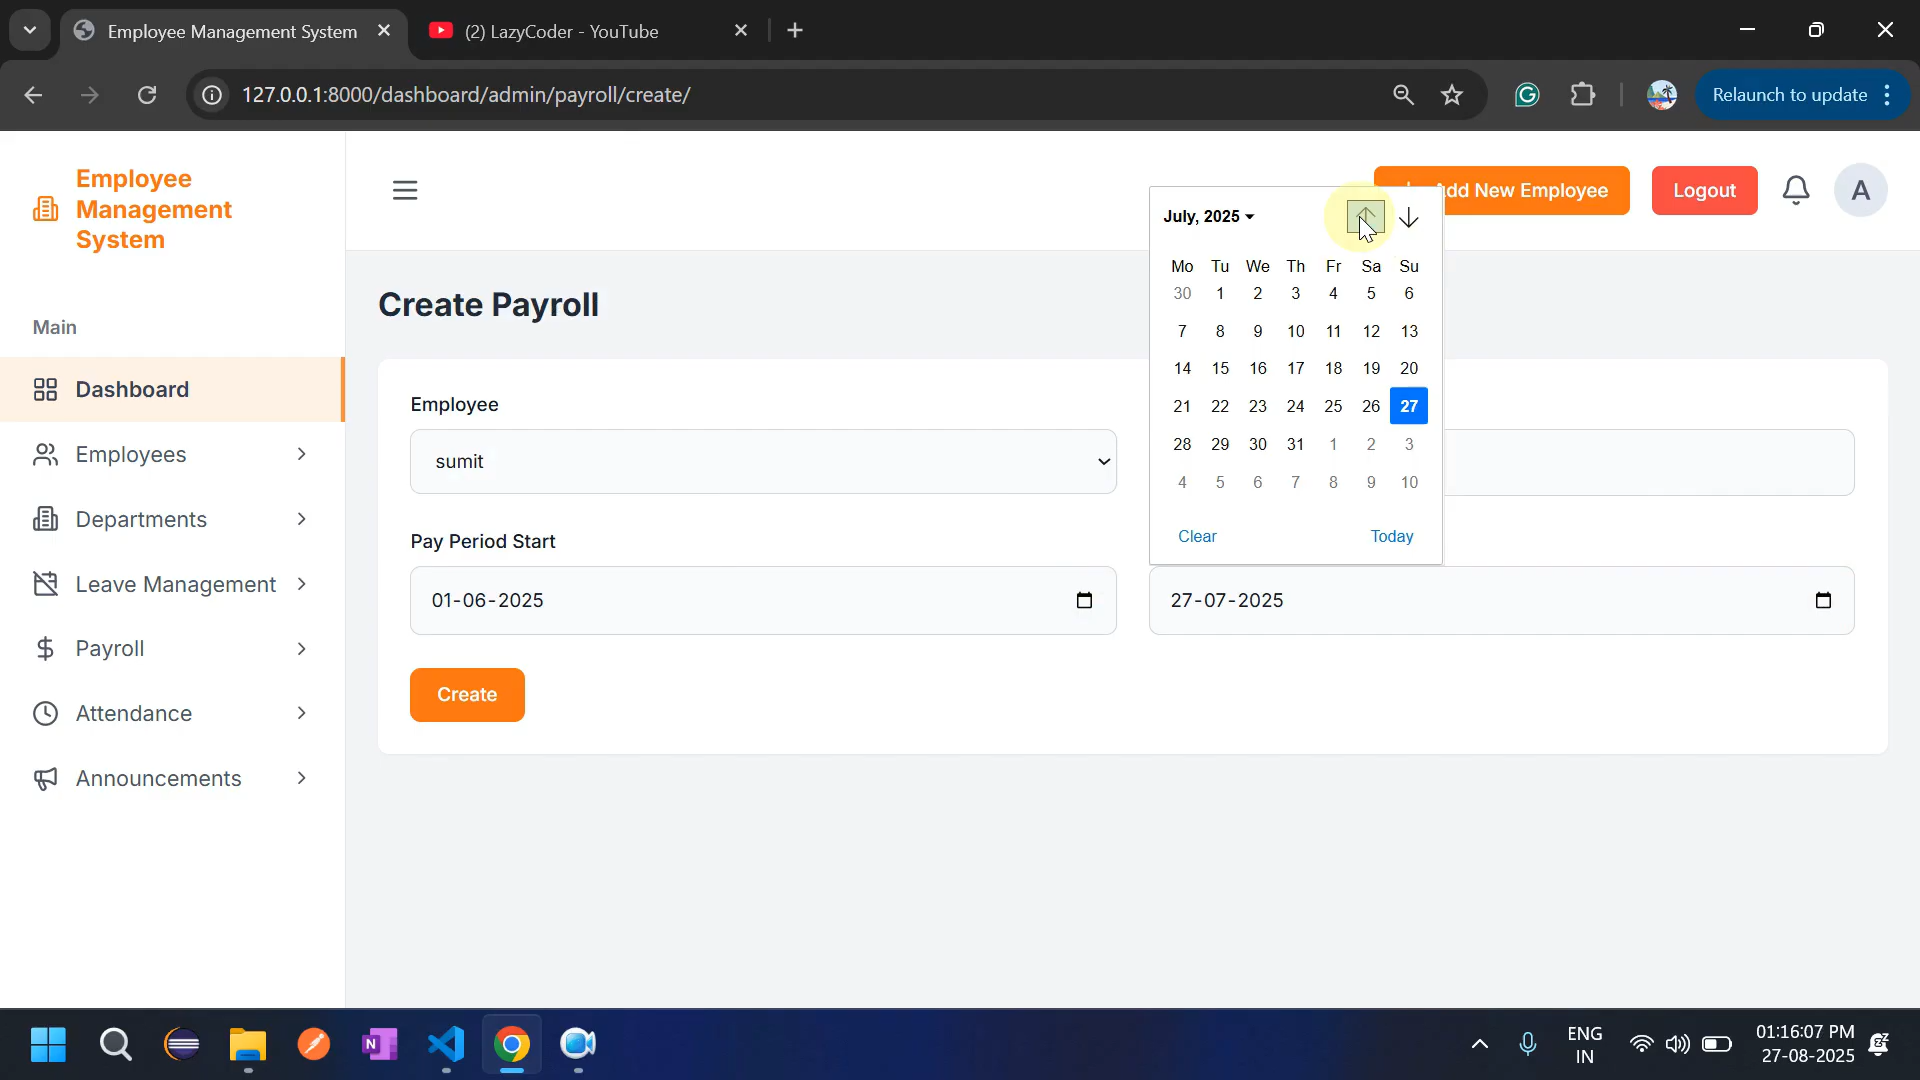 Employee Management System
(2) LazyCoder - YouTube
127.0.0.1:8000/dashboard/admin/payroll/create/
Relaunch to update
Employee
Management
System
dd New Employee
Logout
A
Main
Dashboard
Employees
Departments
Leave Management
Payroll
Attendance
Announcements
Create Payroll
Employee
sumit
Pay Period Start
01-06-2025
27-07-2025
Create
July, 2025
Mo Tu We Th Fr Sa Su
30 1 2 3 4 5 6
7 8 9 10 11 12 13
14 15 16 17 18 19 20
21 22 23 24 25 26 27
28 29 30 31 1 2 3
4 5 6 7 8 9 10
Clear Today
ENG
IN
01:16:07 PM
27-08-2025